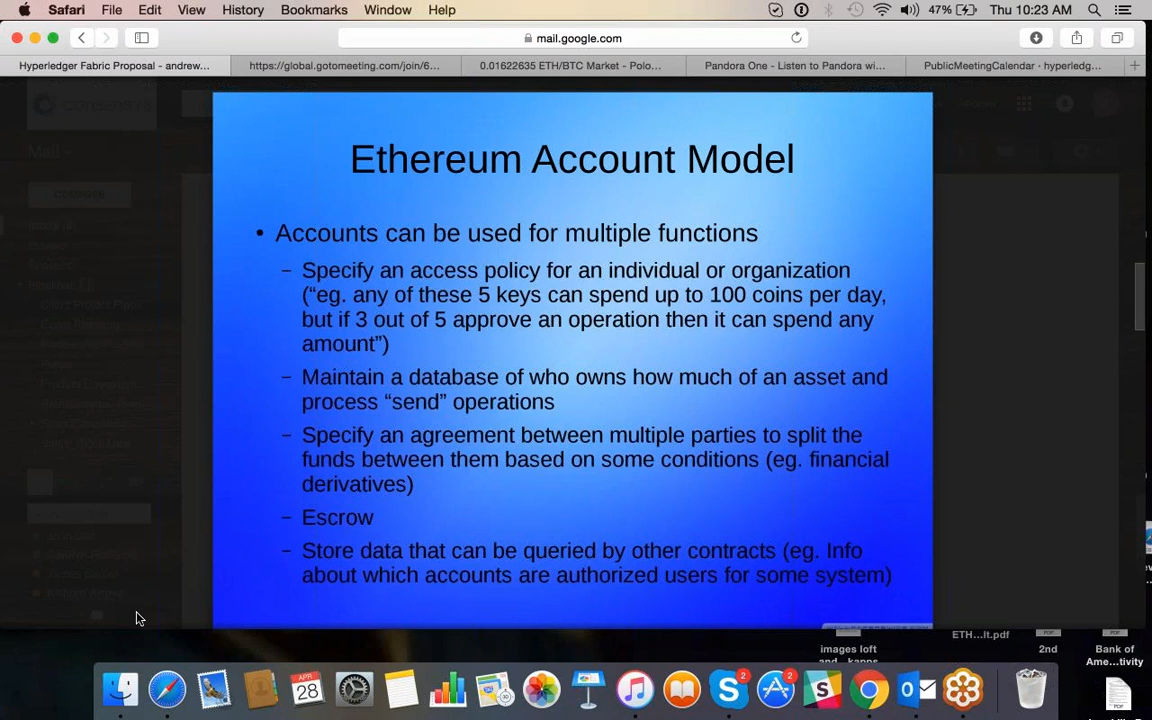 Safari File Edit View History Bookmarks Window Help 47% Thu 10:23 AM
mail.google.com
Hyperledger Fabric Proposal - andrew... https://global.gotomeeting.com/join/6... 0.01622635 ETH/BTC Market - Polo... Pandora One - Listen to Pandora wi... PublicMeetingCalendar · hyperledg...
Mail
COMPOSE
Ethereum Account Model
• Accounts can be used for multiple functions
– Specify an access policy for an individual or organization
(“eg. any of these 5 keys can spend up to 100 coins per day,
but if 3 out of 5 approve an operation then it can spend any
amount”)
– Maintain a database of who owns how much of an asset and
process “send” operations
– Specify an agreement between multiple parties to split the
funds between them based on some conditions (eg. financial
derivatives)
– Escrow
– Store data that can be queried by other contracts (eg. Info
about which accounts are authorized users for some system)
ETH...lt.pdf
images loft 2nd Bank of
Ame...tivity
APR
28
2 2